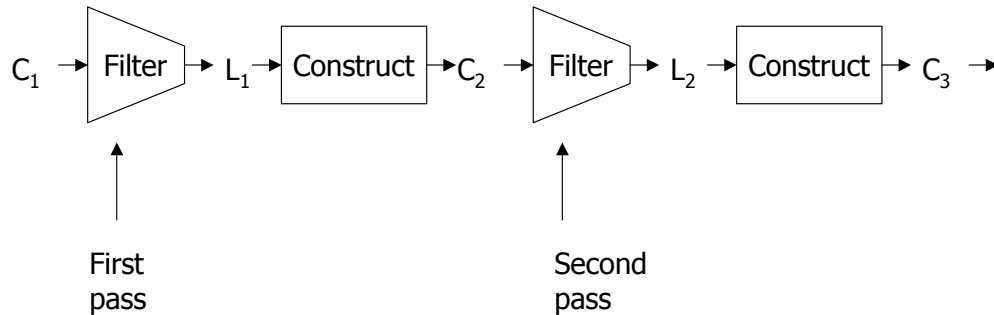 C₁ Filter L₁ Construct C₂ Filter L₂ Construct C₃
First
pass
Second
pass